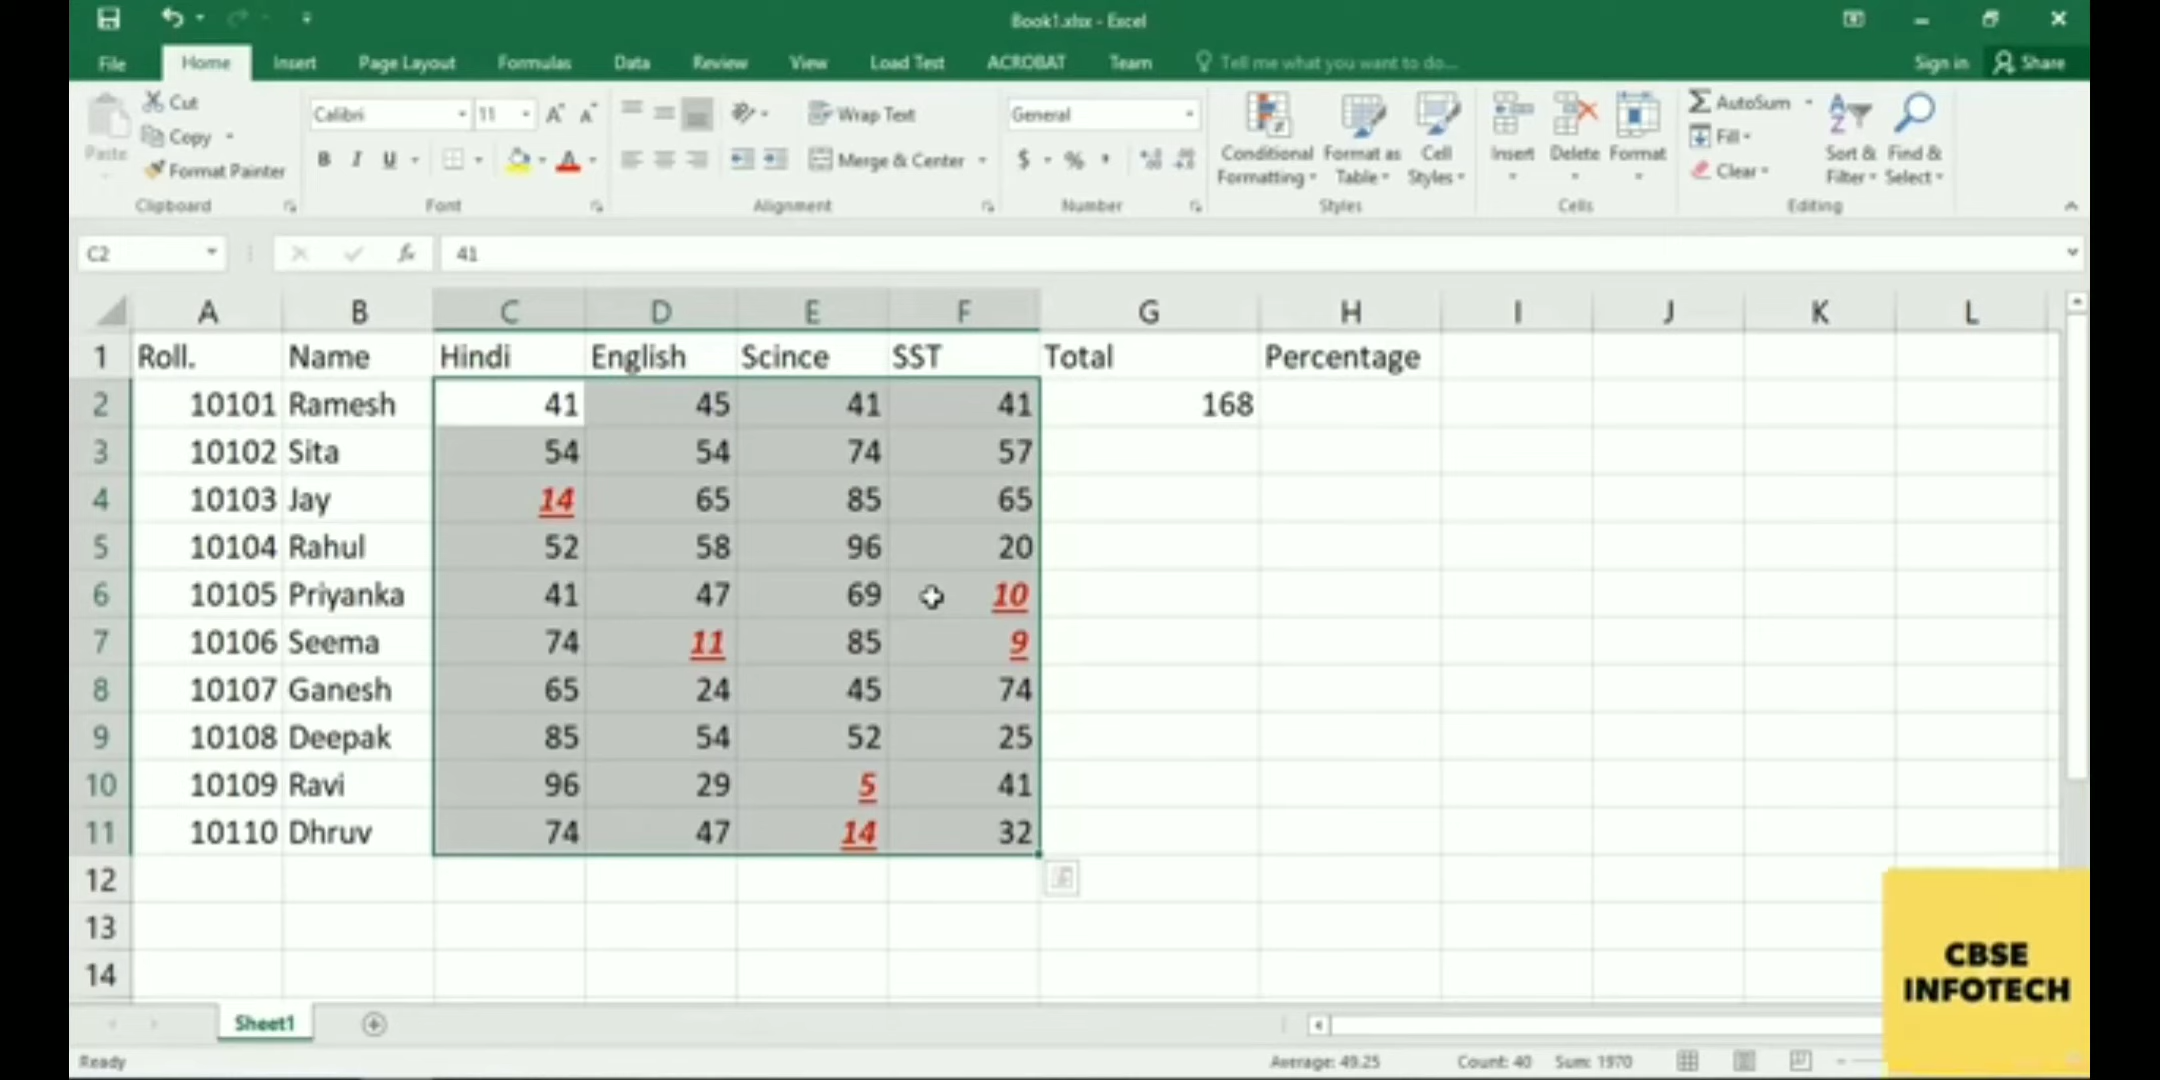 Book1.xlsx - Excel
File Home Insert Page Layout Formulas Data Review View Load Test ACROBAT Team Tell me what you want to do... Sign in Share
Paste Cut Copy Format Painter
Calibri 11
B I U
Wrap Text
Merge & Center
General
$ % ,
Conditional Formatting Format as Table Cell Styles
Insert Delete Format
AutoSum
Fill
Clear
Sort & Filter Find & Select
Clipboard Font Alignment Number Styles Cells Editing
C2 fx 41
A B C D E F G H I J K L
1 Roll. Name Hindi English Scince SST Total Percentage
2 10101 Ramesh 41 45 41 41 168
3 10102 Sita 54 54 74 57
4 10103 Jay 14 65 85 65
5 10104 Rahul 52 58 96 20
6 10105 Priyanka 41 47 69 10
7 10106 Seema 74 11 85 9
8 10107 Ganesh 65 24 45 74
9 10108 Deepak 85 54 52 25
10 10109 Ravi 96 29 5 41
11 10110 Dhruv 74 47 14 32
12
13
14
CBSE
INFOTECH
Sheet1
Ready Average: 49.25 Count: 40 Sum: 1970